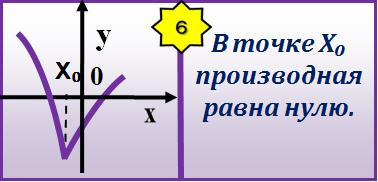 y
X₀ 0
x
6
В точке X₀
производная
равна нулю.